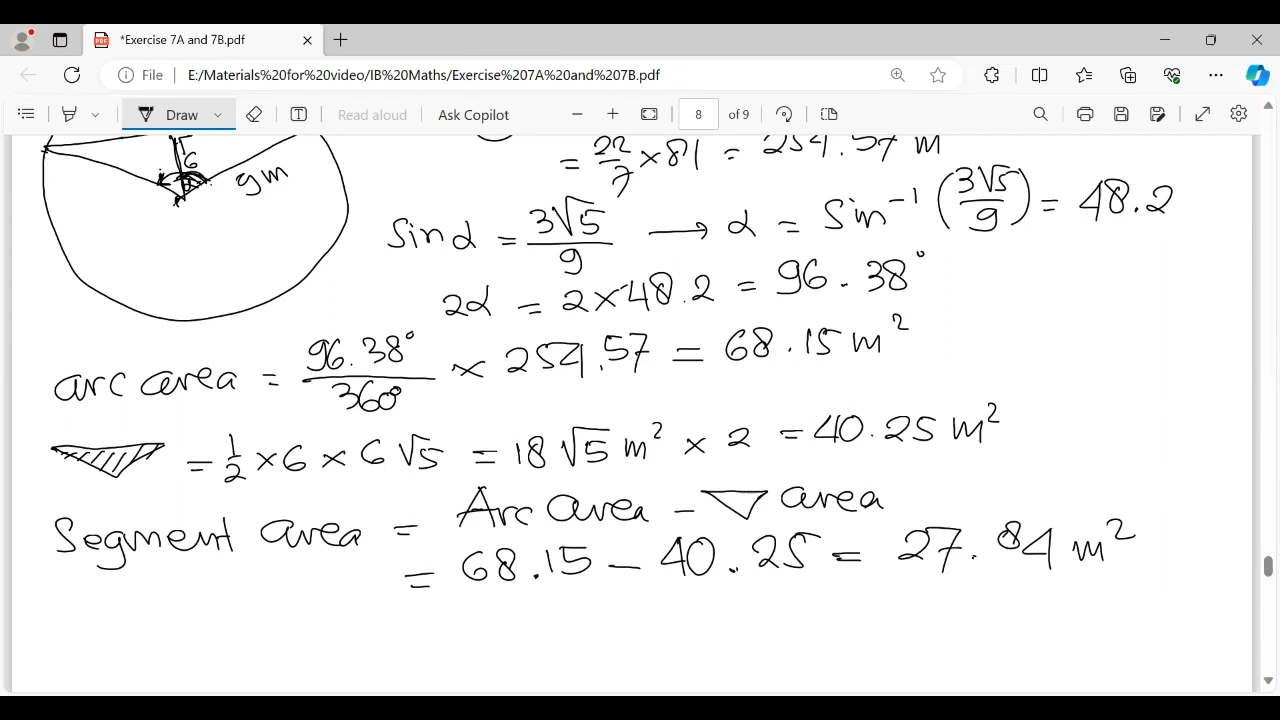 *Exercise 7A and 7B.pdf
File E:/Materials%20for%20video/IB%20Maths/Exercise%207A%20and%207B.pdf
Draw Read aloud Ask Copilot 8 of 9
6
9m
= 22/7 × 81 = 254.57 m
Sin α = 3√5/9 → α = Sin⁻¹ (3√5/9) = 48.2
2α = 2×48.2 = 96.38°
arc area = 96.38°/360° × 254.57 = 68.15 m²
= 1/2 × 6 × 6√5 = 18√5 m² × 2 = 40.25 m²
Segment area = Arc area - ▽ area
= 68.15 - 40.25 = 27.84 m²